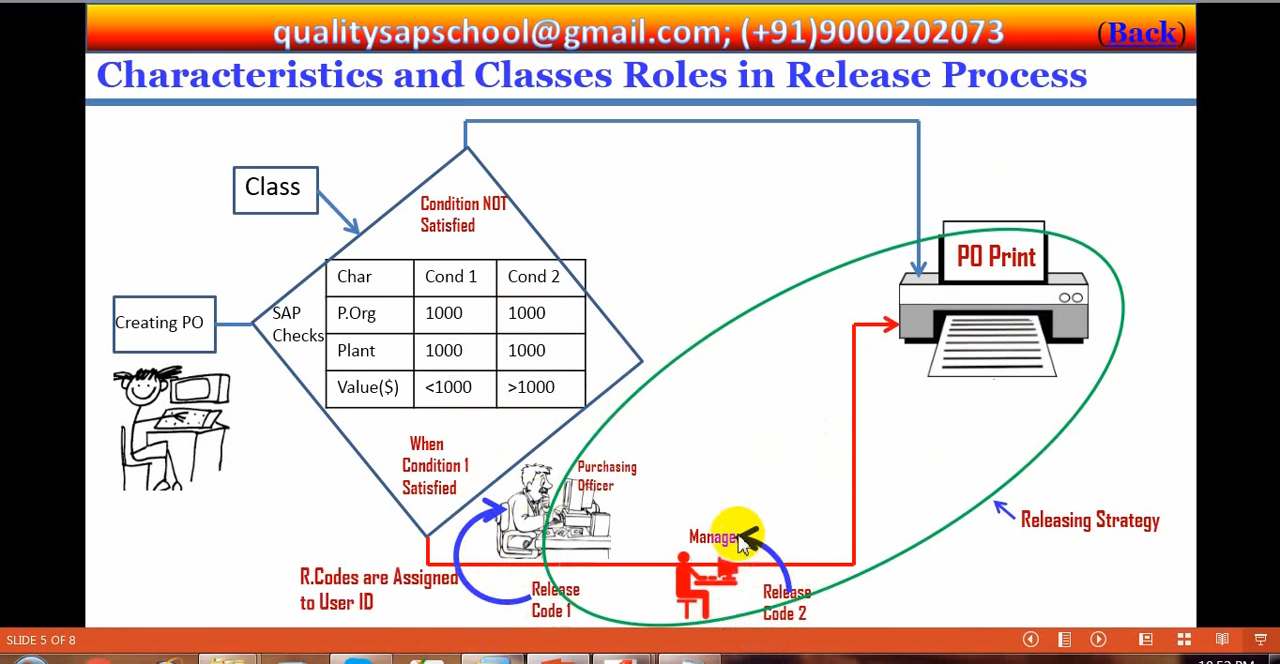 qualitysapschool@gmail.com; (+91)9000202073
(Back)
Characteristics and Classes Roles in Release Process
Class
Condition NOT
Satisfied
PO Print
Char Cond 1 Cond 2
Creating PO
SAP
Checks
P.Org 1000 1000
Plant 1000 1000
Value($) <1000 >1000
When
Condition 1
Satisfied
Purchasing
Officer
Releasing Strategy
Manager
R.Codes are Assigned
to User ID
Release
Code 1
Release
Code 2
SLIDE 5 OF 8